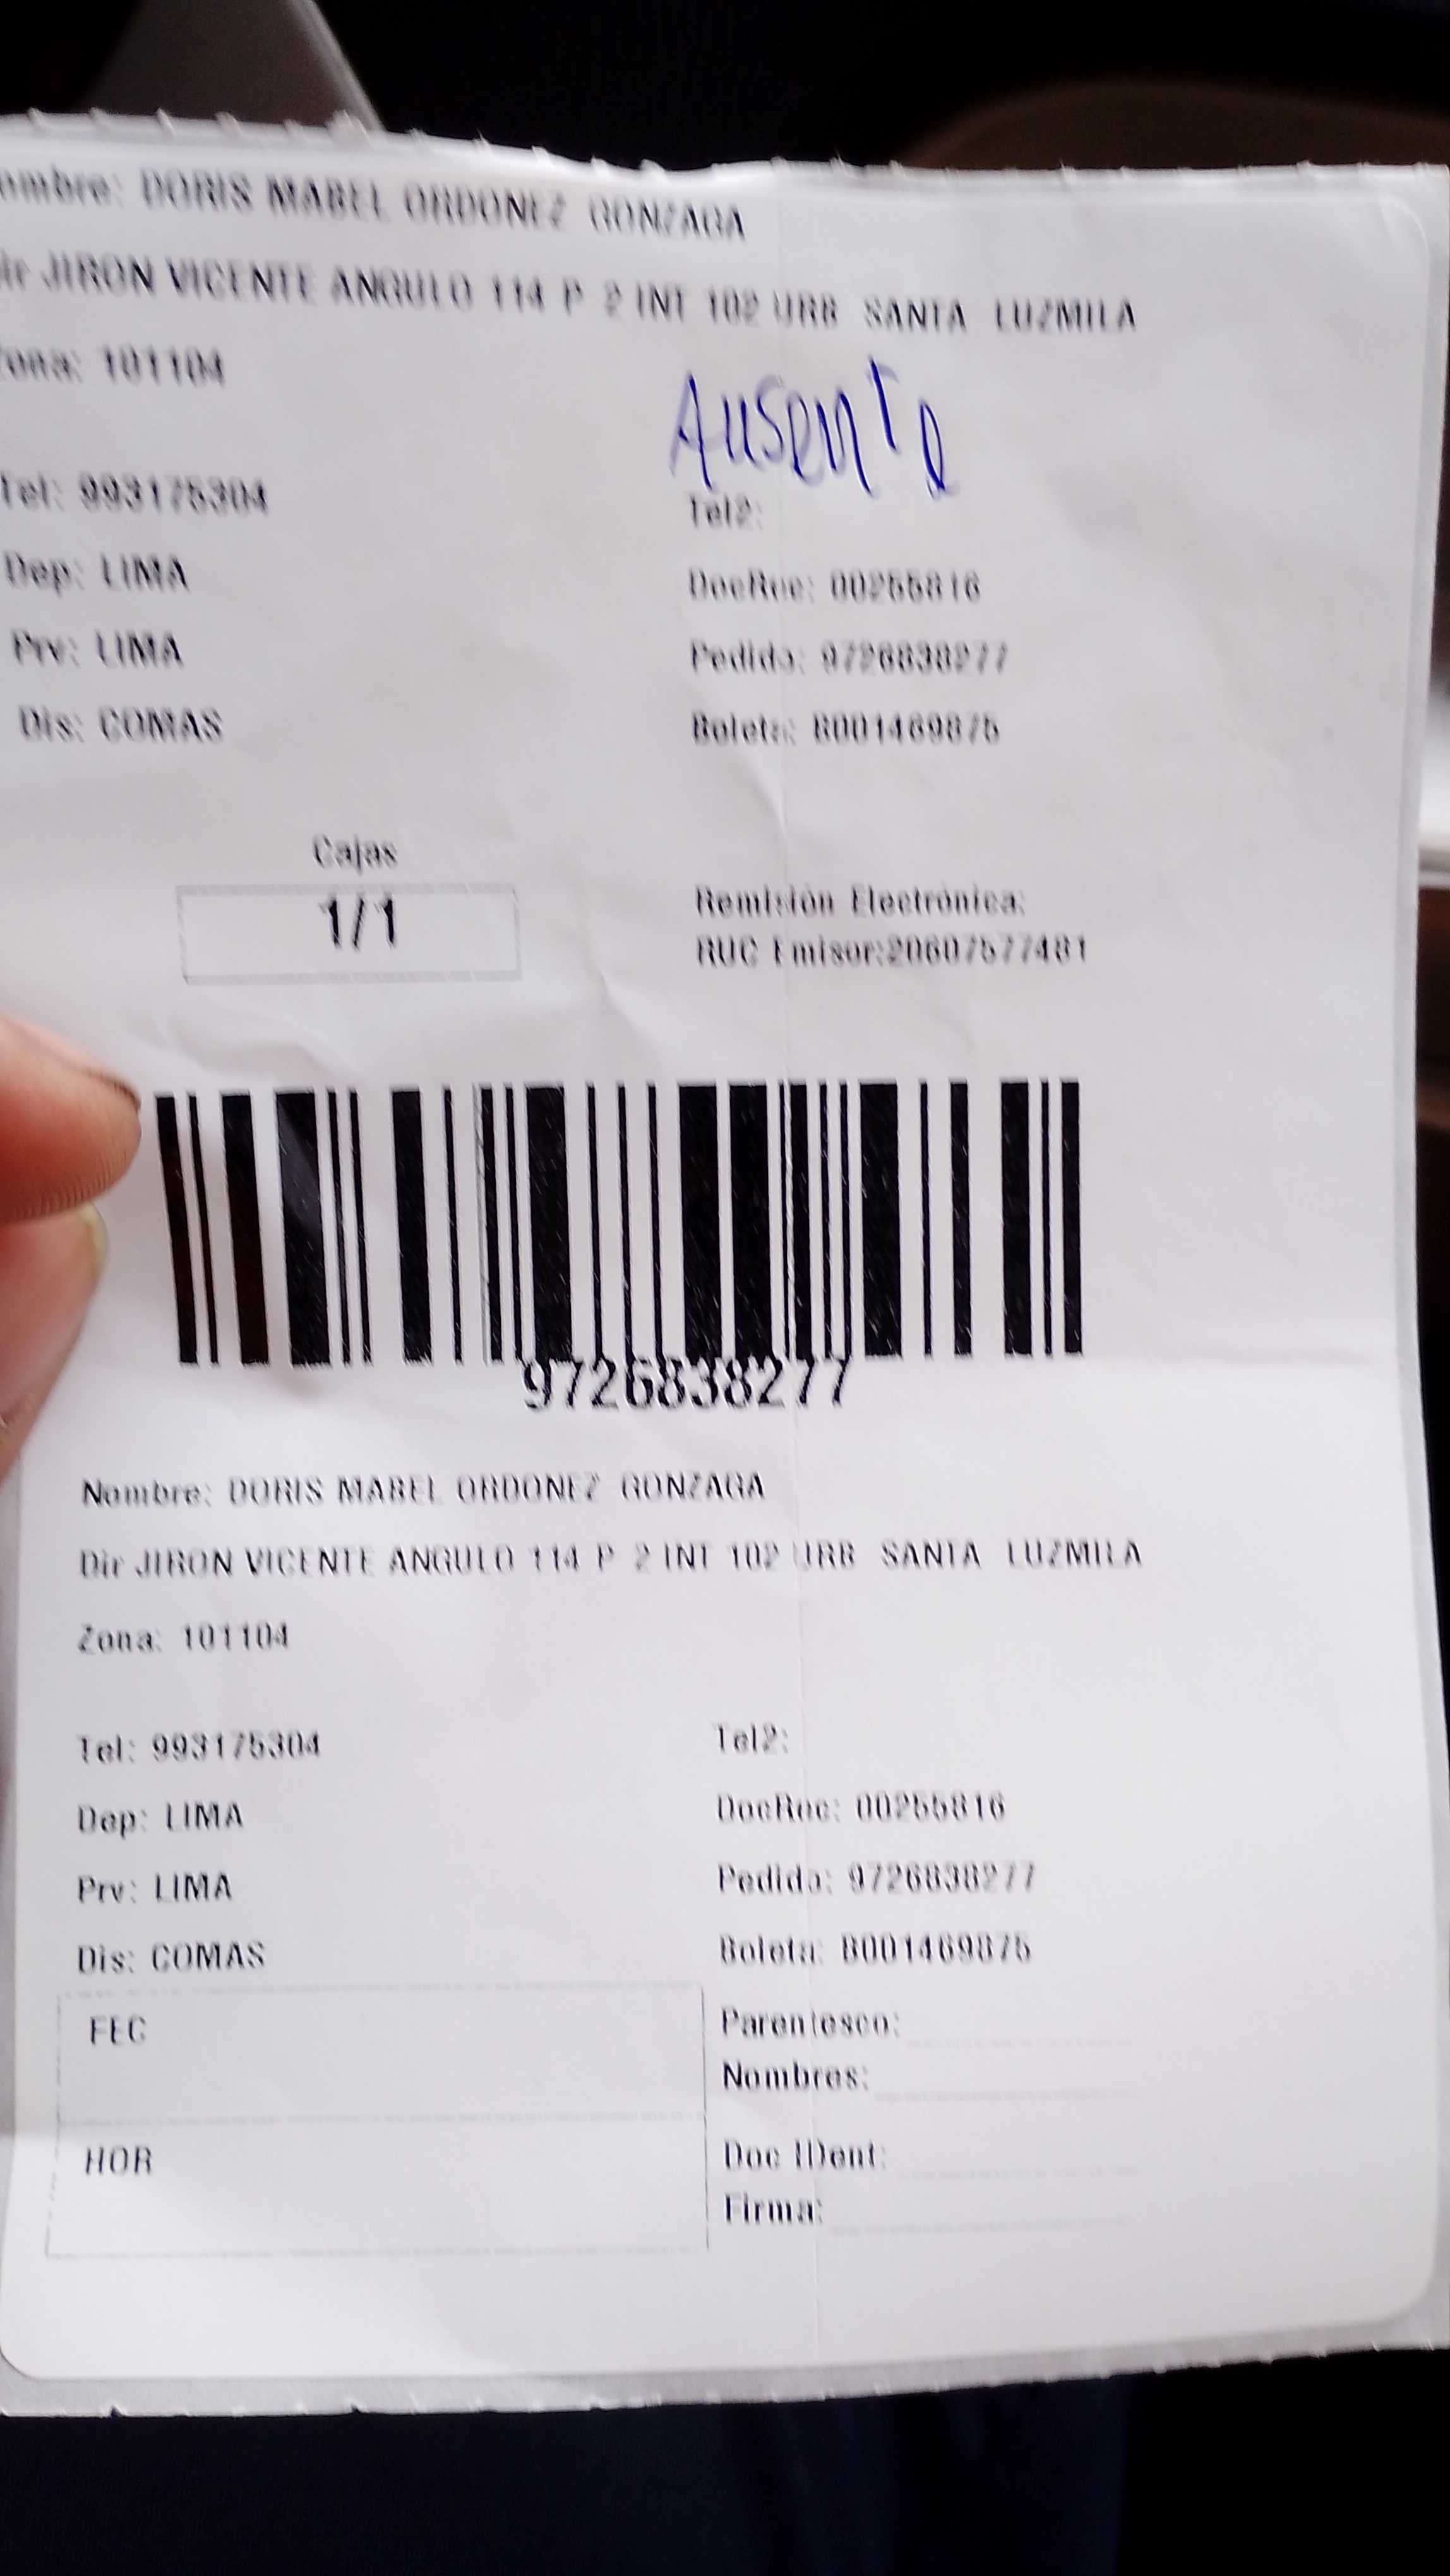 ombre: DORIS MABEL ORDONEZ GONZAGA
ir JIRON VICENTE ANGULO 114 P 2 INT 102 URB SANTA LUZMILA
ona: 101104
Ausente
Tel: 993175304 Tel2:
Dep: LIMA DocRec: 00255816
Prv: LIMA Pedido: 9726838277
Dis: COMAS Boleta: B001469875
Cajas
1/1
Remisión Electrónica:
RUC Emisor:20607577481
9726838277
Nombre: DORIS MABEL ORDONEZ GONZAGA
Dir JIRON VICENTE ANGULO 114 P 2 INT 102 URB SANTA LUZMILA
Zona: 101104
Tel: 993175304 Tel2:
Dep: LIMA DocRec: 00255816
Prv: LIMA Pedido: 9726838277
Dis: COMAS Boleta: B001469875
FEC Parentesco:
Nombres:
HOR Doc IDent:
Firma: